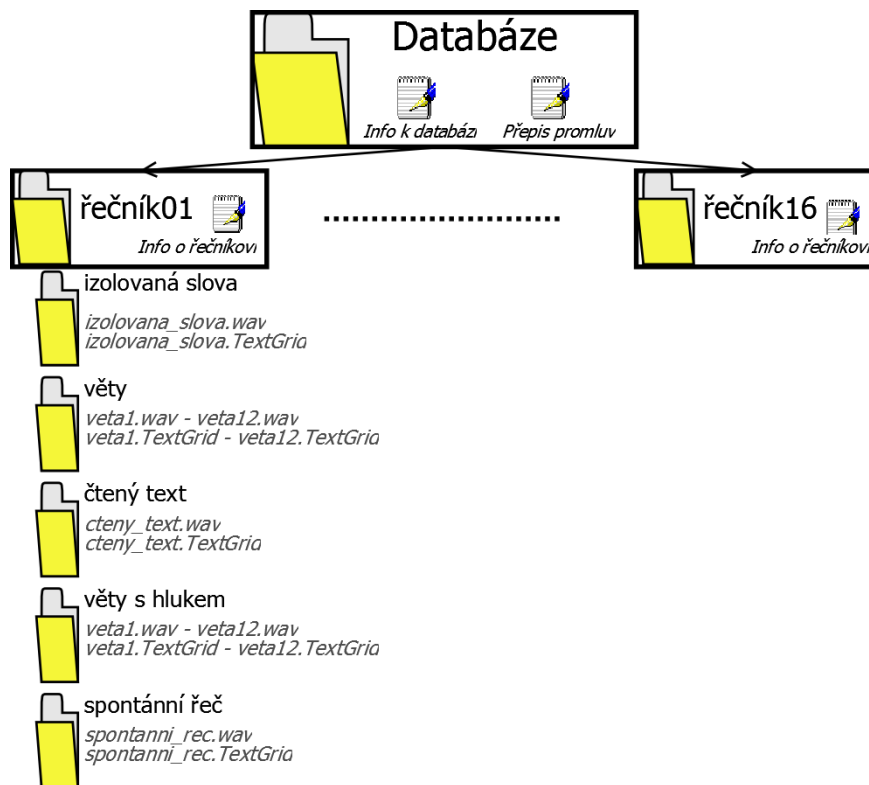 Databáze
Info k databázi
Přepis promluv
řečník01
Info o řečníkovi
řečník16
Info o řečníkovi
izolovaná slova
izolovana_slova.wav
izolovana_slova.TextGrid
věty
veta1.wav - veta12.wav
veta1.TextGrid - veta12.TextGrid
čtený text
cteny_text.wav
cteny_text.TextGrid
věty s hlukem
veta1.wav - veta12.wav
veta1.TextGrid - veta12.TextGrid
spontánní řeč
spontanni_rec.wav
spontanni_rec.TextGrid